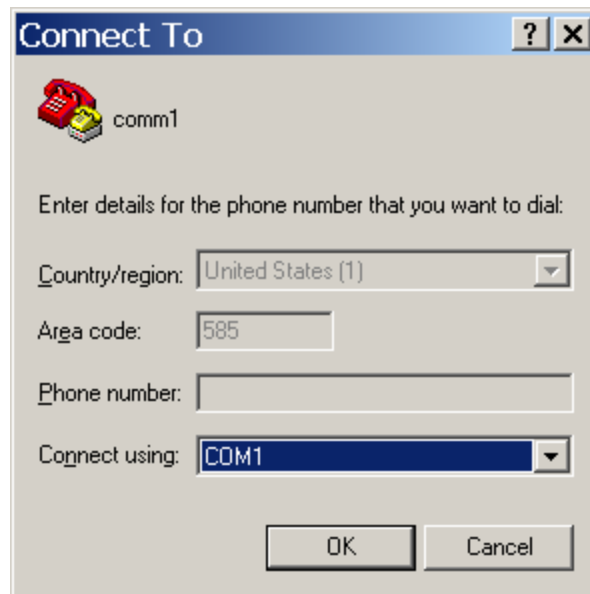 Connect To
comm1
Enter details for the phone number that you want to dial:
Country/region: United States (1)
Area code: 585
Phone number:
Connect using: COM1
OK Cancel